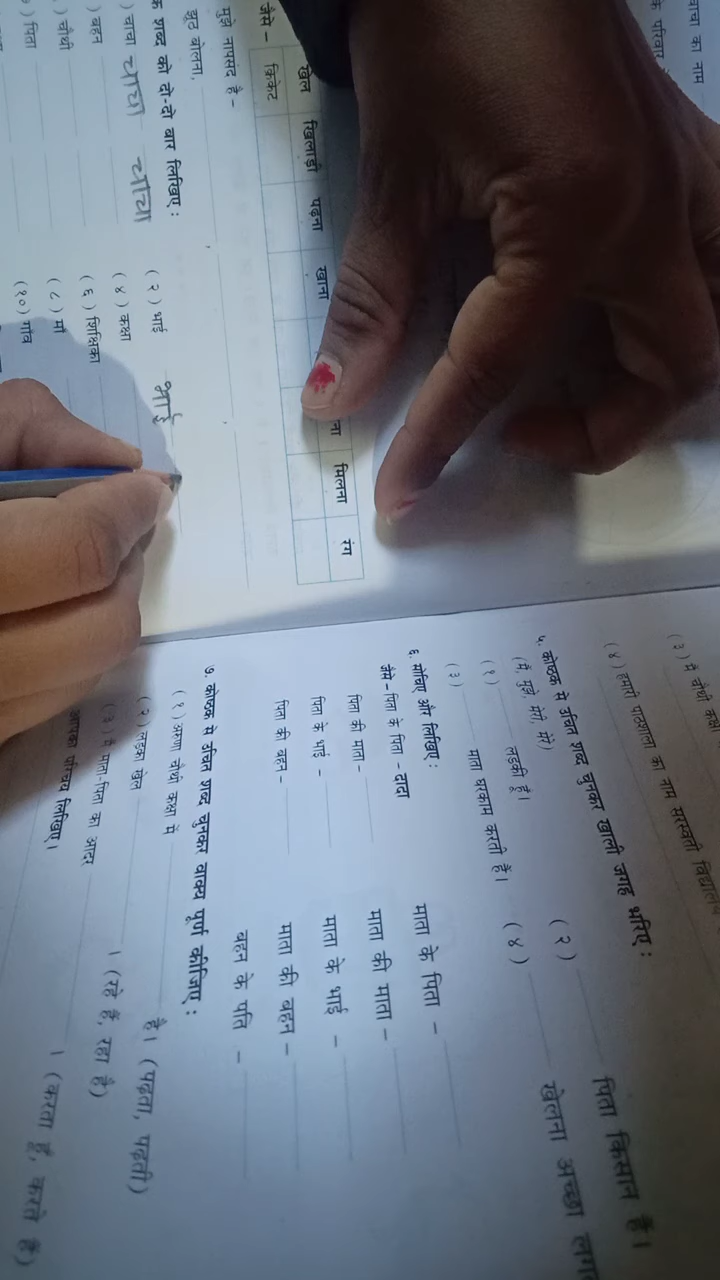 वाचा का नाम
के परिवार
जैसे -
खेल खिलाड़ी पढ़ना खाना ना मिलना रंग
क्रिकेट
मुझे नापसंद है -
झूठ बोलना,
क शब्द को दो-दो बार लिखिए :
) चाचा चाचा चाचा
(२) भाई भाई
) बहन
(४) कक्षा
) चौथी
(६) शिक्षिका
) पिता
(८) माँ
(१०) गांव
(३) मैं चौथी कक्षा
(४) हमारी पाठशाला का नाम सरस्वती विद्यालय
५. कोष्ठक से उचित शब्द चुनकर खाली जगह भरिए :
(मैं, मुझे, मेरी, मेरे)
(१) लड़की हूँ।
(२) पिता किसान हैं।
(३) माता घरकाम करती हैं।
(४) खेलना अच्छा लगता
६. सोचिए और लिखिए :
जैसे - पिता के पिता - दादा
माता के पिता -
पिता की माता -
माता की माता -
पिता के भाई -
माता के भाई -
पिता की बहन -
माता की बहन -
बहन के पति -
७. कोष्ठक से उचित शब्द चुनकर वाक्य पूर्ण कीजिए :
(१) अरुणा चौथी कक्षा में है। (पढ़ता, पढ़ती)
(२) लड़का खेल । (रहे हैं, रहा है)
(३) मैं माता-पिता का आदर । (करता हूँ, करते हैं)
आपका परिचय लिखिए।